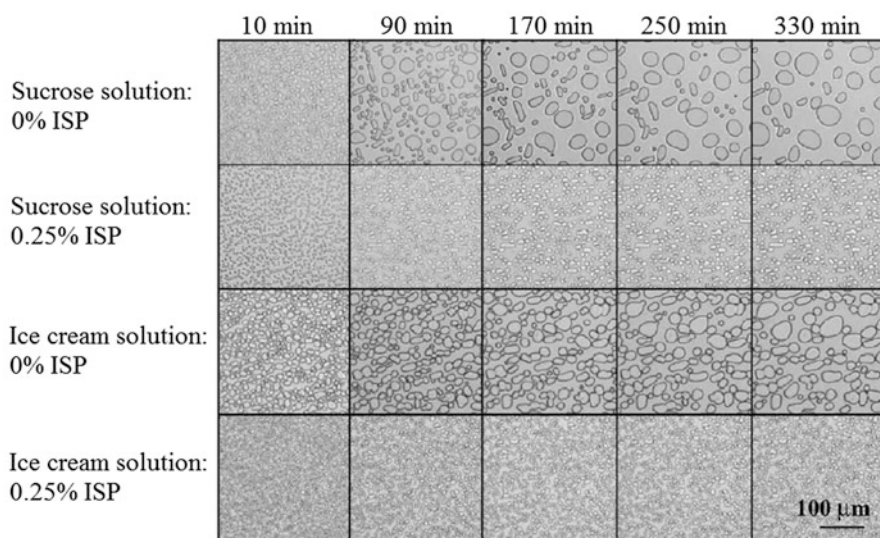 10 min 90 min 170 min 250 min 330 min
Sucrose solution:
0% ISP
Sucrose solution:
0.25% ISP
Ice cream solution:
0% ISP
Ice cream solution:
0.25% ISP
100 μm